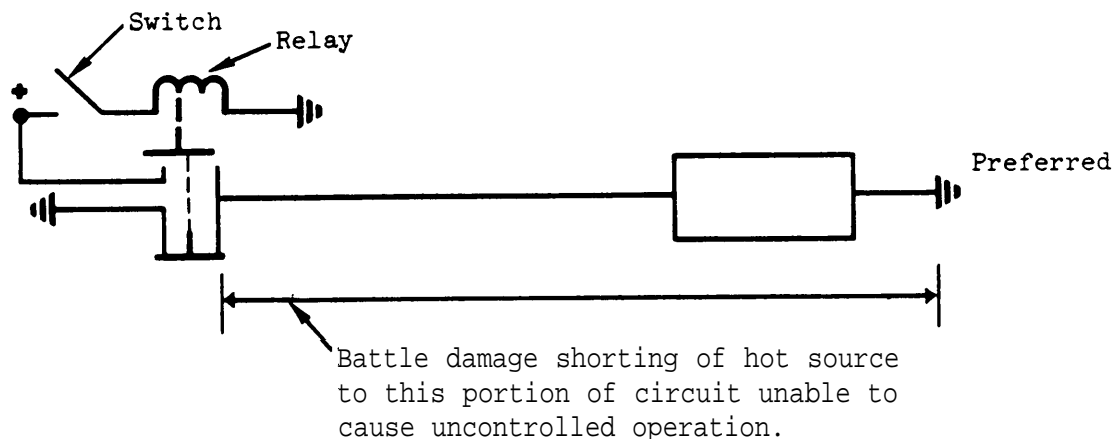 Switch
Relay
+
Preferred
Battle damage shorting of hot source
to this portion of circuit unable to
cause uncontrolled operation.